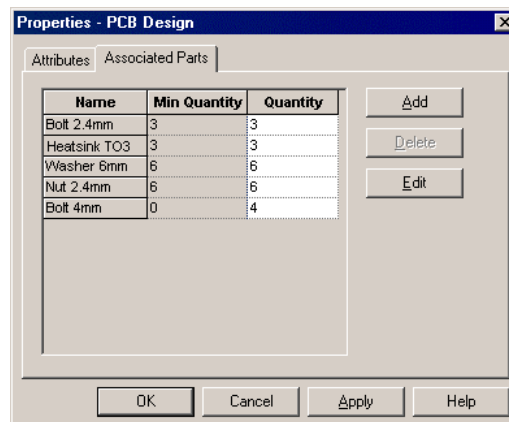 Properties - PCB Design
Attributes Associated Parts
Name Min Quantity Quantity
Bolt 2.4mm 3 3
Heatsink TO3 3 3
Washer 6mm 6 6
Nut 2.4mm 6 6
Bolt 4mm 0 4
Add
Delete
Edit
OK Cancel Apply Help